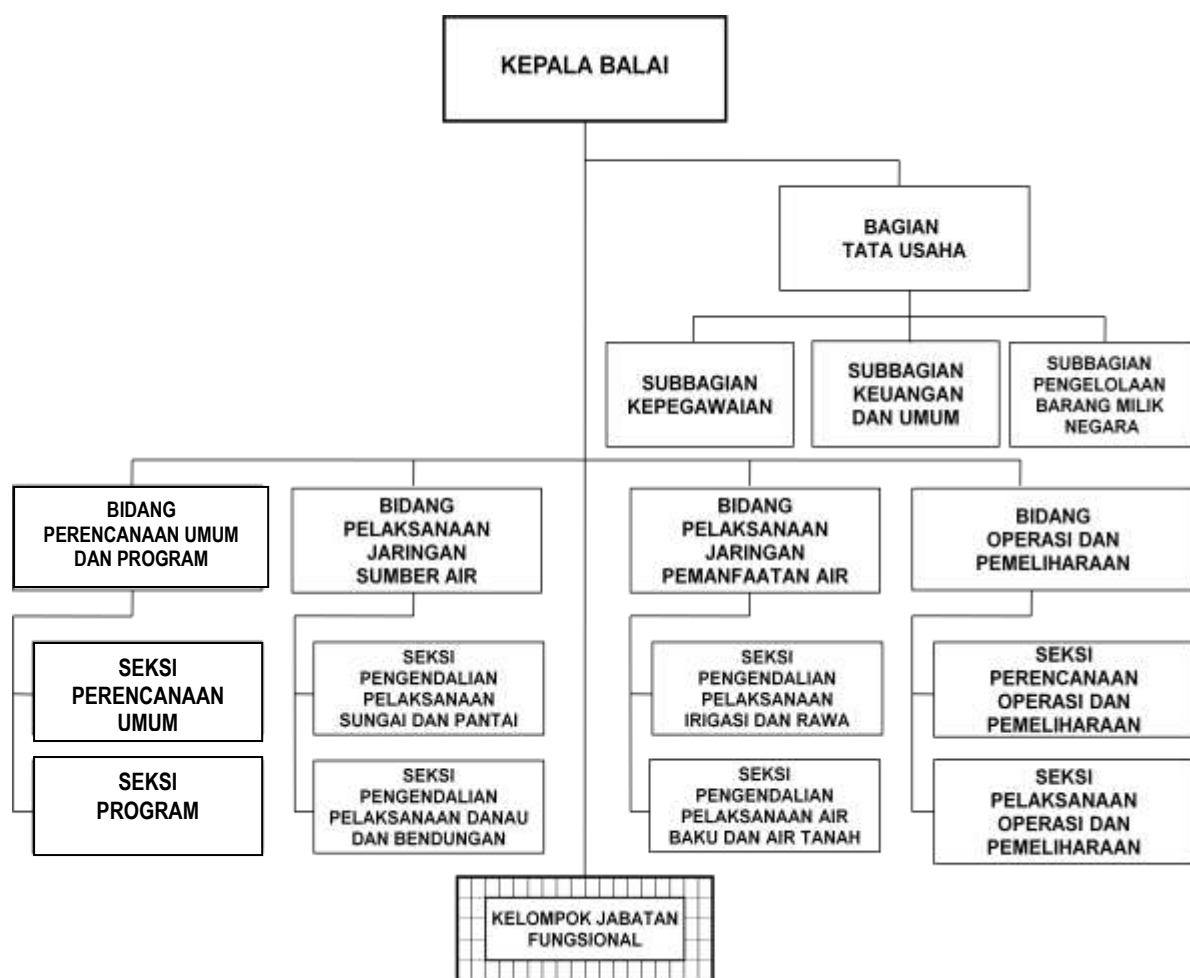 KEPALA BALAI
BAGIAN
TATA USAHA
SUBBAGIAN
KEPEGAWAIAN
SUBBAGIAN
KEUANGAN
DAN UMUM
SUBBAGIAN
PENGELOLAAN
BARANG MILIK
NEGARA
BIDANG
PERENCANAAN UMUM
DAN PROGRAM
BIDANG
PELAKSANAAN
JARINGAN
SUMBER AIR
BIDANG
PELAKSANAAN
JARINGAN
PEMANFAATAN AIR
BIDANG
OPERASI DAN
PEMELIHARAAN
SEKSI
PERENCANAAN
UMUM
SEKSI
PENGENDALIAN
PELAKSANAAN
SUNGAI DAN PANTAI
SEKSI
PENGENDALIAN
PELAKSANAAN
IRIGASI DAN RAWA
SEKSI
PERENCANAAN
OPERASI DAN
PEMELIHARAAN
SEKSI
PROGRAM
SEKSI
PENGENDALIAN
PELAKSANAAN DANAU
DAN BENDUNGAN
SEKSI
PENGENDALIAN
PELAKSANAAN AIR
BAKU DAN AIR TANAH
SEKSI
PELAKSANAAN
OPERASI DAN
PEMELIHARAAN
KELOMPOK JABATAN
FUNGSIONAL